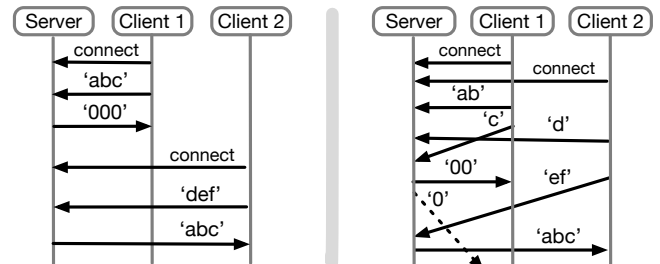 Server Client 1 Client 2
connect
‘abc’
‘000’
connect
‘def’
‘abc’
Server Client 1 Client 2
connect
connect
‘ab’
‘c’ ‘d’
‘00’
‘ef’
‘0’
‘abc’